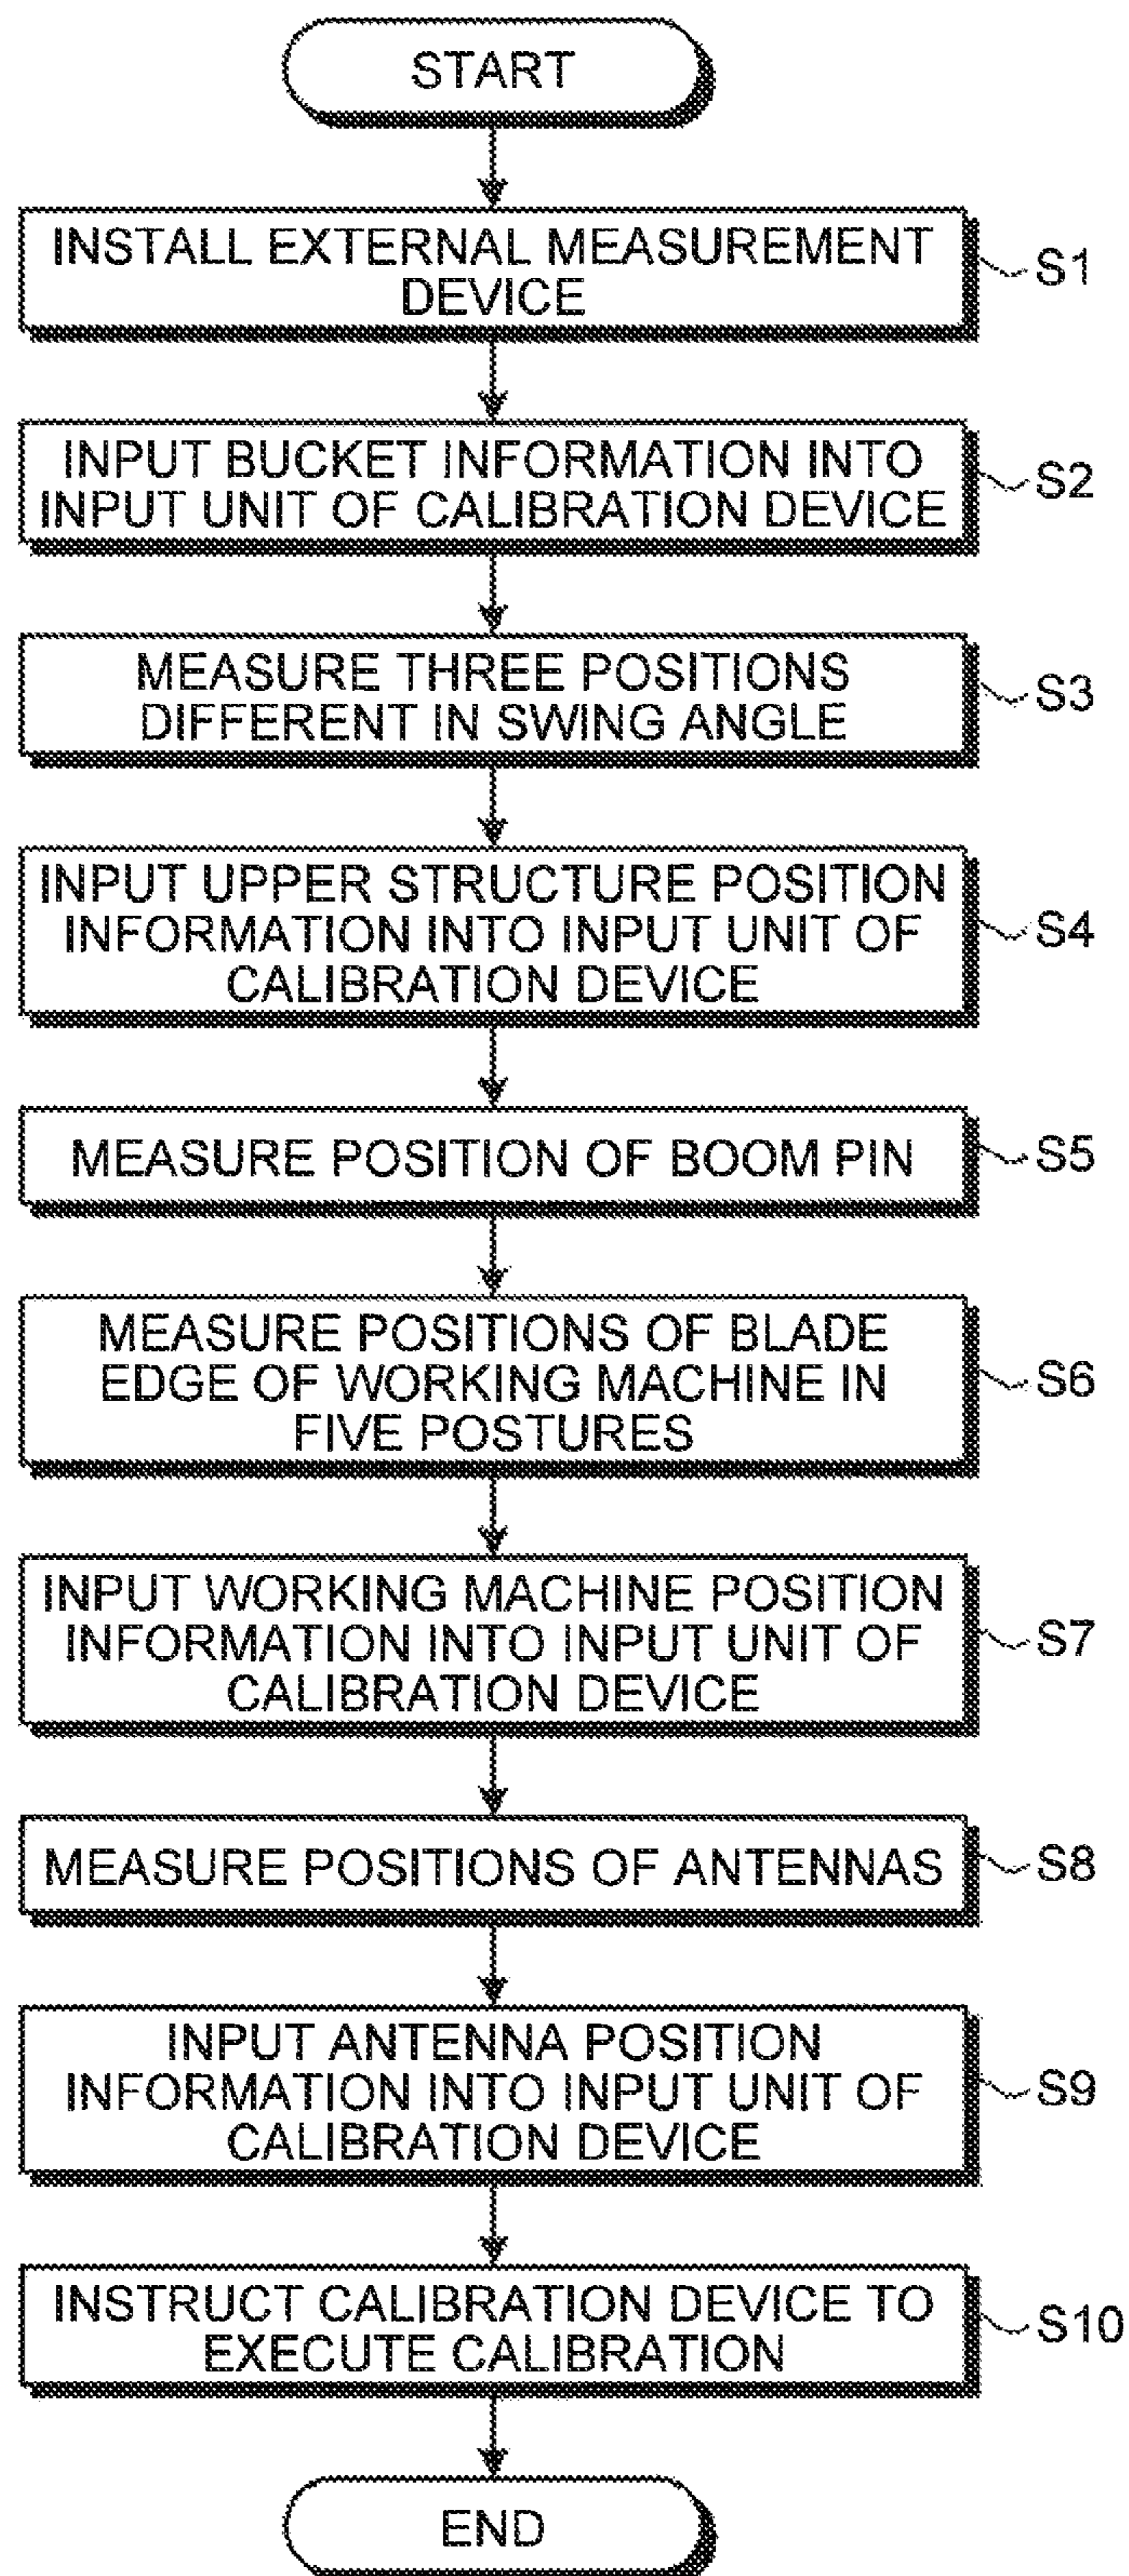 START
INSTALL EXTERNAL MEASUREMENT
DEVICE
S1
INPUT BUCKET INFORMATION INTO
INPUT UNIT OF CALIBRATION DEVICE
S2
MEASURE THREE POSITIONS
DIFFERENT IN SWING ANGLE
S3
INPUT UPPER STRUCTURE POSITION
INFORMATION INTO INPUT UNIT OF
CALIBRATION DEVICE
S4
MEASURE POSITION OF BOOM PIN
S5
MEASURE POSITIONS OF BLADE
EDGE OF WORKING MACHINE IN
FIVE POSTURES
S6
INPUT WORKING MACHINE POSITION
INFORMATION INTO INPUT UNIT OF
CALIBRATION DEVICE
S7
MEASURE POSITIONS OF ANTENNAS
S8
INPUT ANTENNA POSITION
INFORMATION INTO INPUT UNIT OF
CALIBRATION DEVICE
S9
INSTRUCT CALIBRATION DEVICE TO
EXECUTE CALIBRATION
S10
END